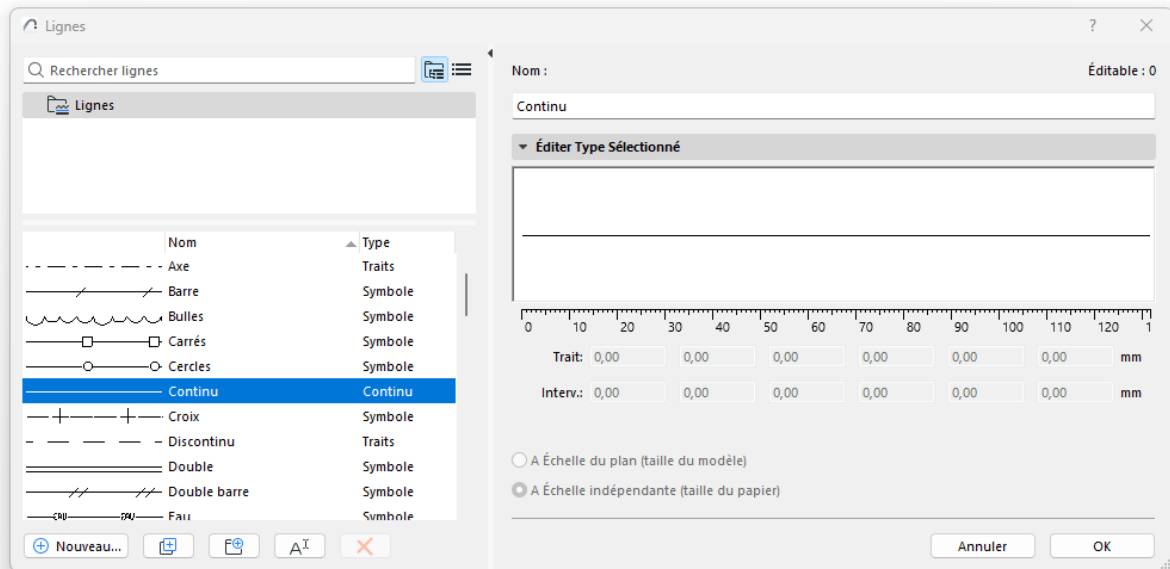 Lignes
?
Rechercher lignes
Lignes
Nom
Type
Axe
Traits
Barre
Symbole
Bulles
Symbole
Carrés
Symbole
Cercles
Symbole
Continu
Continu
Croix
Symbole
Discontinu
Traits
Double
Symbole
Double barre
Symbole
EAU
EAU
Eau
Symbole
Nouveau...
Nom :
Éditable : 0
Continu
Éditer Type Sélectionné
0 10 20 30 40 50 60 70 80 90 100 110 120 1
Trait: 0,00 0,00 0,00 0,00 0,00 0,00 mm
Interv.: 0,00 0,00 0,00 0,00 0,00 0,00 mm
A Échelle du plan (taille du modèle)
A Échelle indépendante (taille du papier)
Annuler
OK